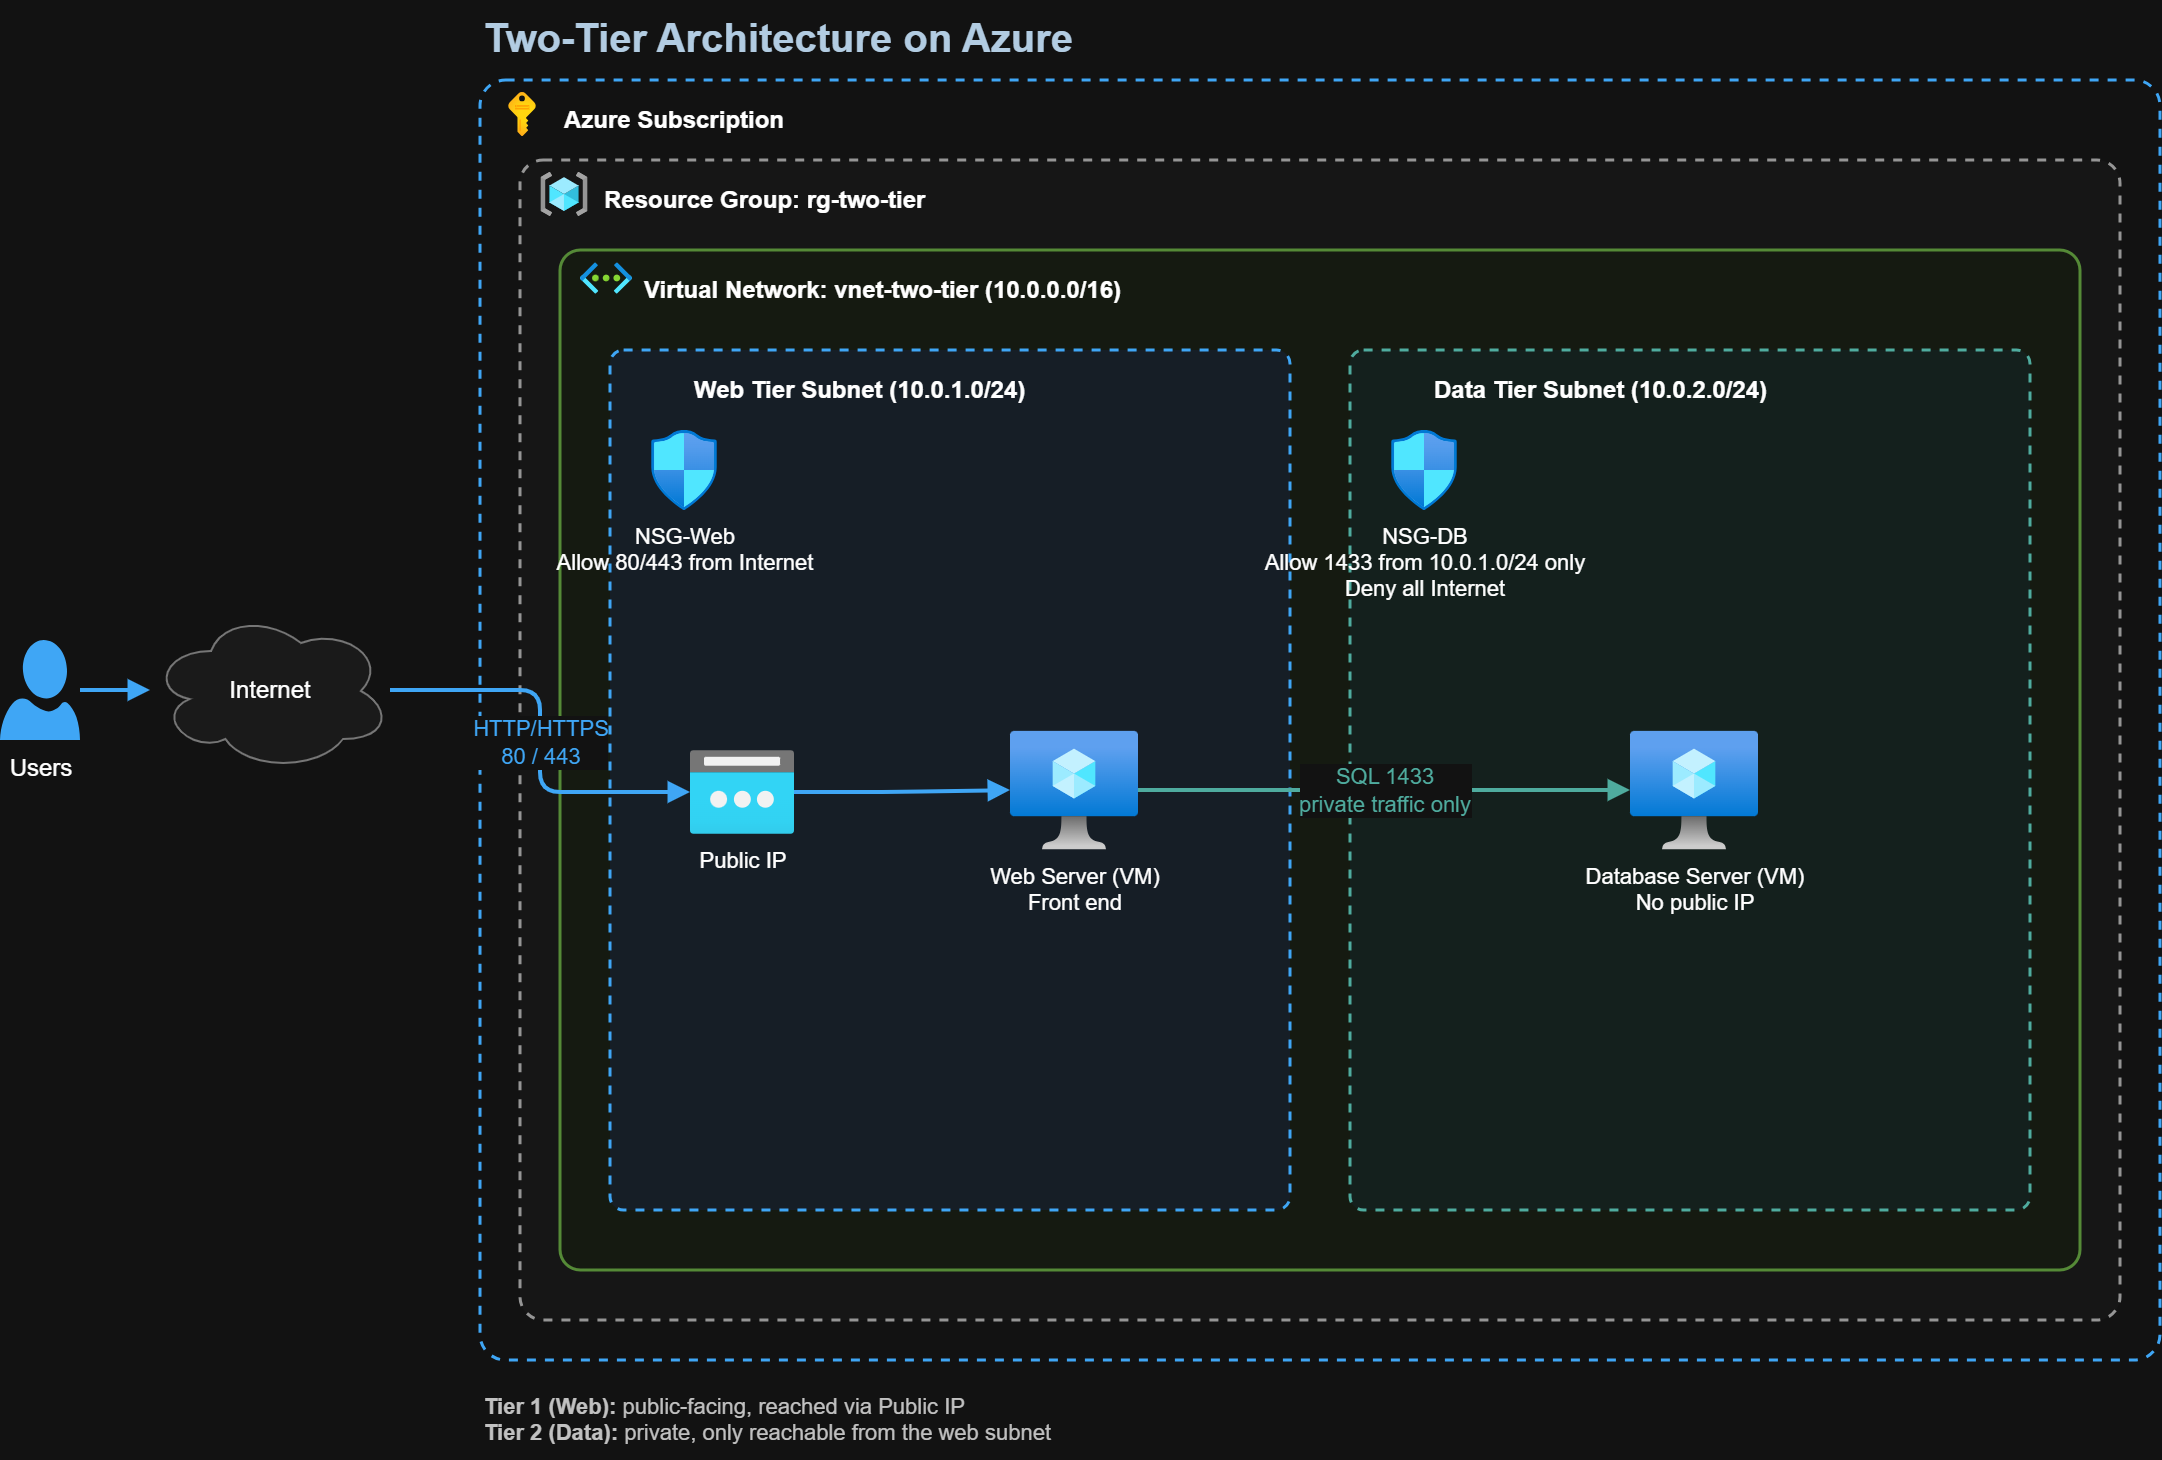 Two-Tier Architecture on Azure
Azure Subscription
Resource Group: rg-two-tier
Virtual Network: vnet-two-tier (10.0.0.0/16)
Web Tier Subnet (10.0.1.0/24)
NSG-Web
Allow 80/443 from Internet
Data Tier Subnet (10.0.2.0/24)
NSG-DB
Allow 1433 from 10.0.1.0/24 only
Deny all Internet
Users
Internet
HTTP/HTTPS
80 / 443
Public IP
Web Server (VM)
Front end
SQL 1433
private traffic only
Database Server (VM)
No public IP
Tier 1 (Web): public-facing, reached via Public IP
Tier 2 (Data): private, only reachable from the web subnet